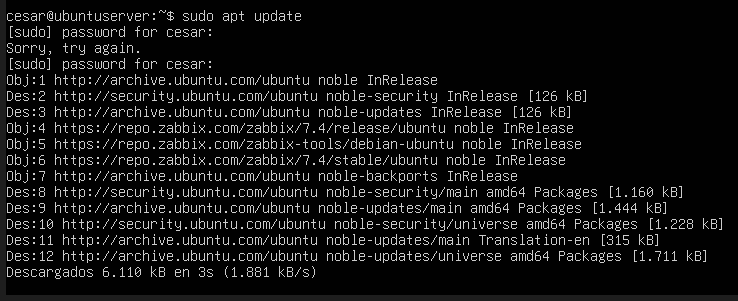 cesar@ubuntuserver:~$ sudo apt update
[sudo] password for cesar:
Sorry, try again.
[sudo] password for cesar:
Obj:1 http://archive.ubuntu.com/ubuntu noble InRelease
Des:2 http://security.ubuntu.com/ubuntu noble-security InRelease [126 kB]
Des:3 http://archive.ubuntu.com/ubuntu noble-updates InRelease [126 kB]
Obj:4 https://repo.zabbix.com/zabbix/7.4/release/ubuntu noble InRelease
Obj:5 https://repo.zabbix.com/zabbix-tools/debian-ubuntu noble InRelease
Obj:6 https://repo.zabbix.com/zabbix/7.4/stable/ubuntu noble InRelease
Obj:7 http://archive.ubuntu.com/ubuntu noble-backports InRelease
Des:8 http://security.ubuntu.com/ubuntu noble-security/main amd64 Packages [1.160 kB]
Des:9 http://archive.ubuntu.com/ubuntu noble-updates/main amd64 Packages [1.444 kB]
Des:10 http://security.ubuntu.com/ubuntu noble-security/universe amd64 Packages [1.228 kB]
Des:11 http://archive.ubuntu.com/ubuntu noble-updates/main Translation-en [315 kB]
Des:12 http://archive.ubuntu.com/ubuntu noble-updates/universe amd64 Packages [1.711 kB]
Descargados 6.110 kB en 3s (1.881 kB/s)